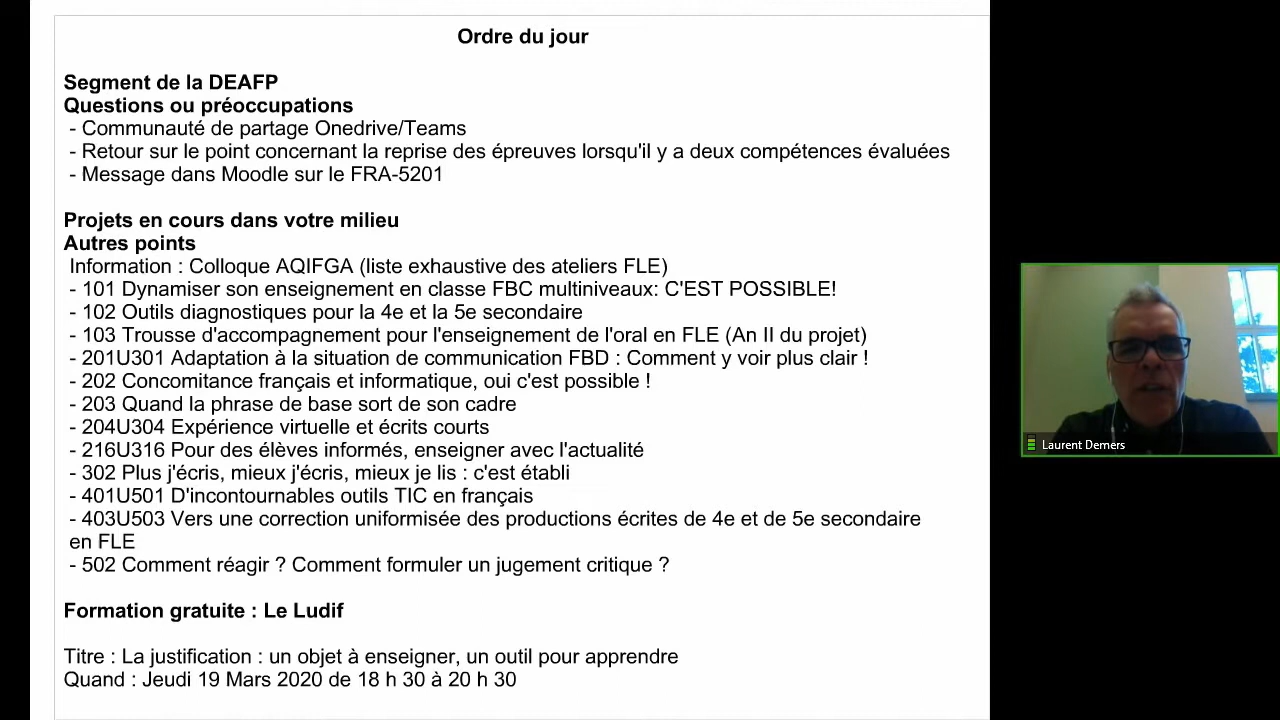 Ordre du jour
Segment de la DEAFP
Questions ou préoccupations
- Communauté de partage Onedrive/Teams
- Retour sur le point concernant la reprise des épreuves lorsqu'il y a deux compétences évaluées
- Message dans Moodle sur le FRA-5201
Projets en cours dans votre milieu
Autres points
Information : Colloque AQIFGA (liste exhaustive des ateliers FLE)
- 101 Dynamiser son enseignement en classe FBC multiniveaux: C'EST POSSIBLE!
- 102 Outils diagnostiques pour la 4e et la 5e secondaire
- 103 Trousse d'accompagnement pour l'enseignement de l'oral en FLE (An II du projet)
- 201U301 Adaptation à la situation de communication FBD : Comment y voir plus clair !
- 202 Concomitance français et informatique, oui c'est possible !
- 203 Quand la phrase de base sort de son cadre
- 204U304 Expérience virtuelle et écrits courts
- 216U316 Pour des élèves informés, enseigner avec l'actualité
- 302 Plus j'écris, mieux j'écris, mieux je lis : c'est établi
- 401U501 D'incontournables outils TIC en français
- 403U503 Vers une correction uniformisée des productions écrites de 4e et de 5e secondaire
en FLE
- 502 Comment réagir ? Comment formuler un jugement critique ?
Formation gratuite : Le Ludif
Titre : La justification : un objet à enseigner, un outil pour apprendre
Quand : Jeudi 19 Mars 2020 de 18 h 30 à 20 h 30
Laurent Demers